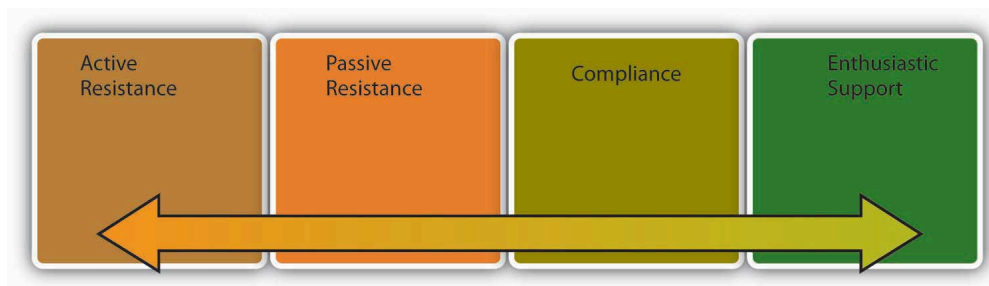 Active
Resistance
Passive
Resistance
Compliance
Enthusiastic
Support